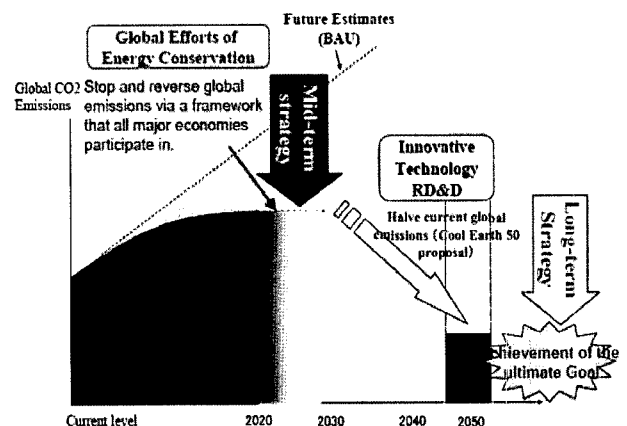 Future Estimates
(BAU)
Global Efforts of
Energy Conservation
Global CO2
Emissions
Stop and reverse global
emissions via a framework
that all major economies
participate in.
Mid-term
strategy
Innovative
Technology
RD&D
Halve current global
emissions (Cool Earth 50
proposal)
Long-term
Strategy
chievement of the
ultimate Goal
Current level
2020
2030
2040
2050